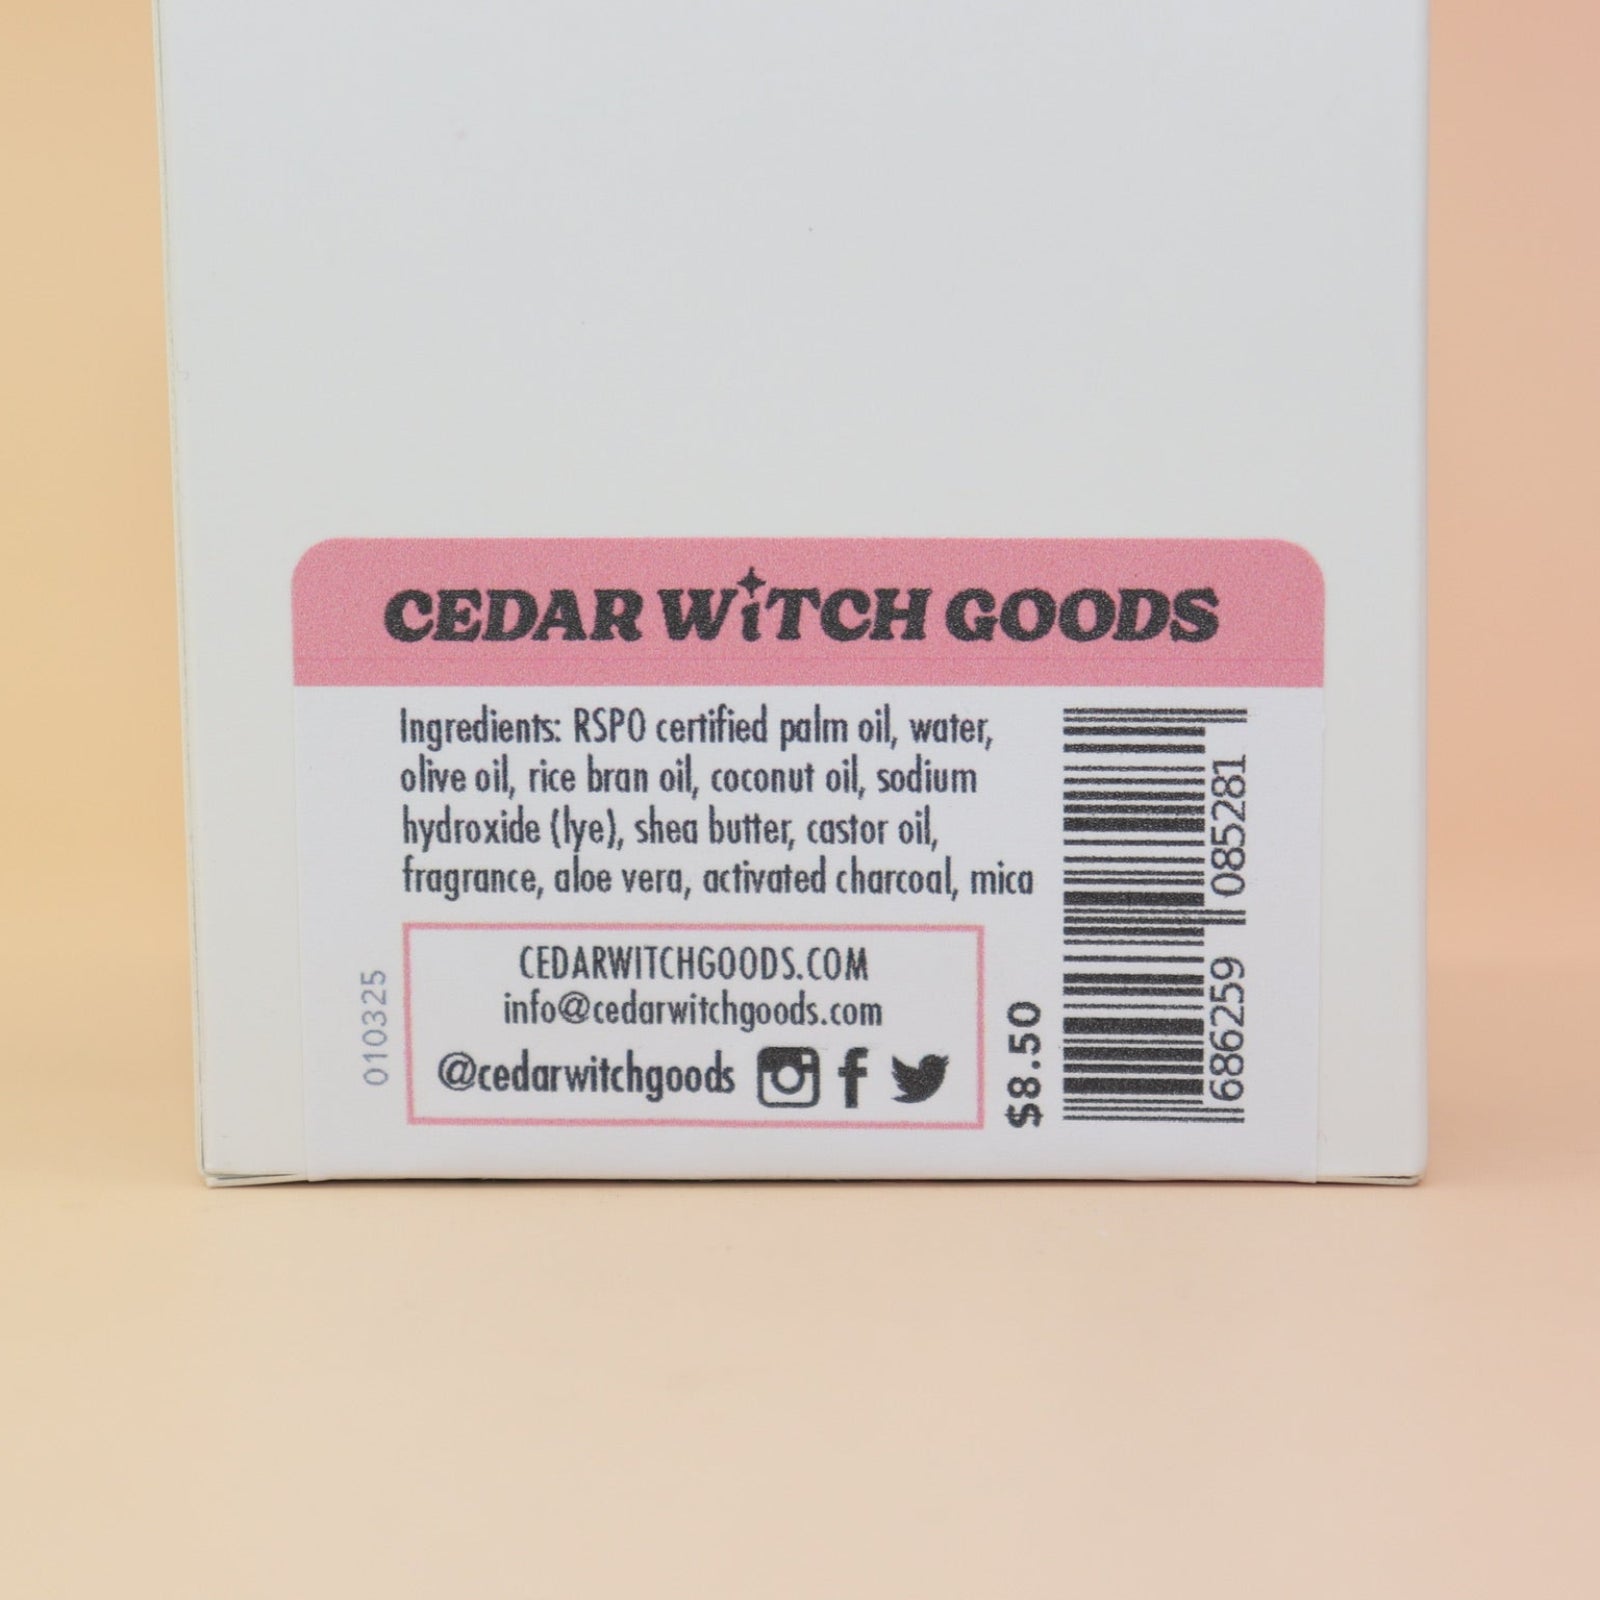 CEDAR WiTCH GOODS
Ingredients: RSPO certified palm oil, water,
olive oil, rice bran oil, coconut oil, sodium
hydroxide (lye), shea butter, castor oil,
fragrance, aloe vera, activated charcoal, mica
CEDARWITCHGOODS.COM
info@cedarwitchgoods.com
@cedarwitchgoods
010325
$8.50
686259 085281